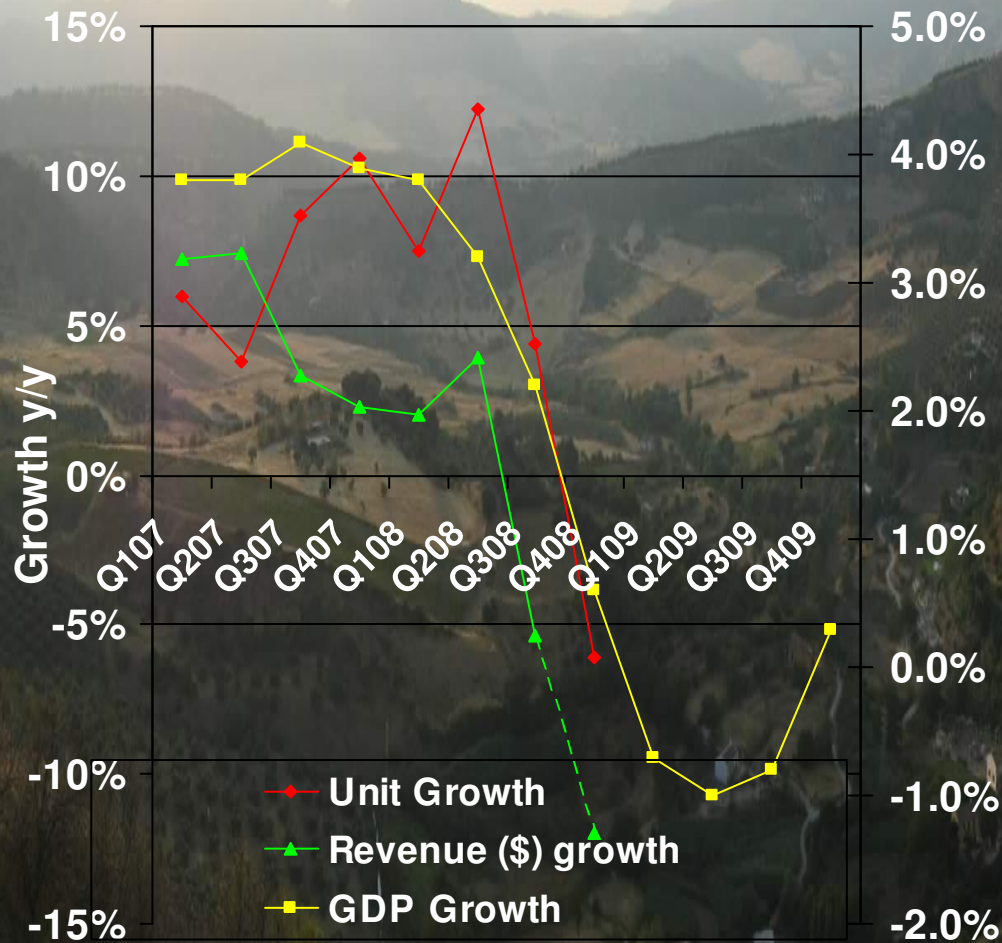 15%
10%
5%
0%
-5%
-10%
-15%
Growth y/y
5.0%
4.0%
3.0%
2.0%
1.0%
0.0%
-1.0%
-2.0%
Q107
Q207
Q307
Q407
Q108
Q208
Q308
Q408
Q109
Q209
Q309
Q409
Unit Growth
Revenue ($) growth
GDP Growth